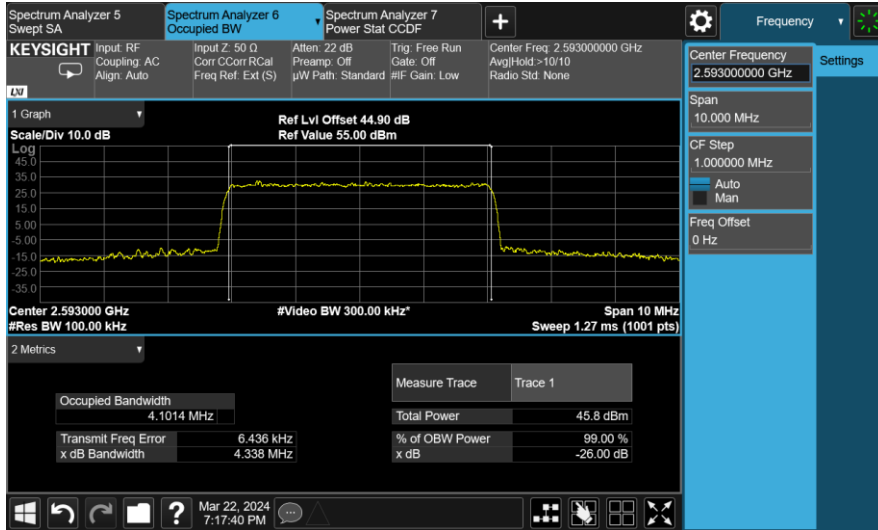 Spectrum Analyzer 5
Swept SA
Spectrum Analyzer 6
Occupied BW
Spectrum Analyzer 7
Power Stat CCDF
Frequency
KEYSIGHT
LXI
Input: RF
Coupling: AC
Align: Auto
Input Z: 50 Ω
Corr CCorr RCal
Freq Ref: Ext (S)
Atten: 22 dB
Preamp: Off
µW Path: Standard
Trig: Free Run
Gate: Off
#IF Gain: Low
Center Freq: 2.593000000 GHz
Avg|Hold:>10/10
Radio Std: None
Center Frequency
2.593000000 GHz
Settings
Span
10.000 MHz
CF Step
1.000000 MHz
Auto
Man
Freq Offset
0 Hz
1 Graph
Scale/Div 10.0 dB
Ref Lvl Offset 44.90 dB
Ref Value 55.00 dBm
Log
45.0
35.0
25.0
15.0
5.00
-5.00
-15.0
-25.0
-35.0
Center 2.593000 GHz
#Res BW 100.00 kHz
#Video BW 300.00 kHz*
Span 10 MHz
Sweep 1.27 ms (1001 pts)
2 Metrics
Occupied Bandwidth
4.1014 MHz
Transmit Freq Error 6.436 kHz
x dB Bandwidth 4.338 MHz
Measure Trace Trace 1
Total Power 45.8 dBm
% of OBW Power 99.00 %
x dB -26.00 dB
?
Mar 22, 2024
7:17:40 PM